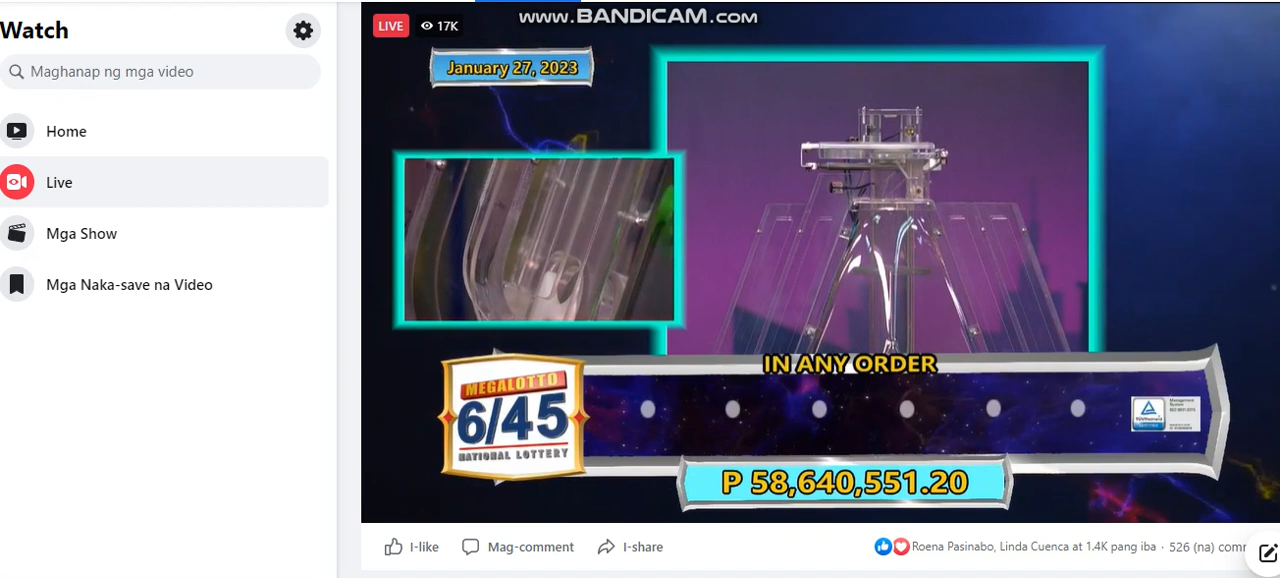 Watch
Maghanap ng mga video
Home
Live
Mga Show
Mga Naka-save na Video
www.BANDICAM.com
LIVE
17K
January 27, 2023
IN ANY ORDER
MEGALOTTO
6/45
NATIONAL LOTTERY
P 58,640,551.20
I-like
Mag-comment
I-share
Roena Pasinabo, Linda Cuenca at 1.4K pang iba · 526 (na) comm